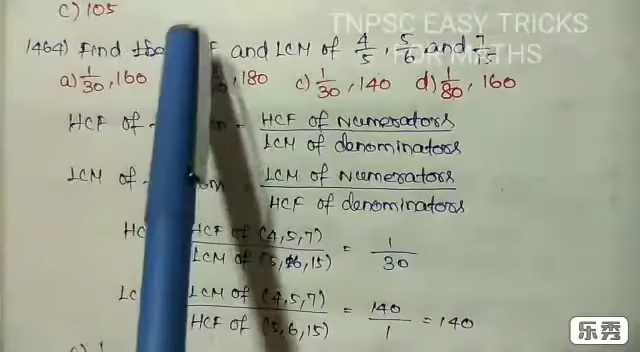 c) 105
TNPSC EASY TRICKS
FOR MATHS
1464) Find the F and LCM of 4/5, 5/6 and 7/15
a) 1/30, 160 , 180 c) 1/30, 140 d) 1/80, 160
HCF of = HCF of Numerators / LCM of denominators
LCM of = LCM of Numerators / HCF of denominators
HC HCF of (4,5,7) / LCM of (5,6,15) = 1/30
LC LCM of (4,5,7) / HCF of (5,6,15) = 140/1 = 140
乐秀